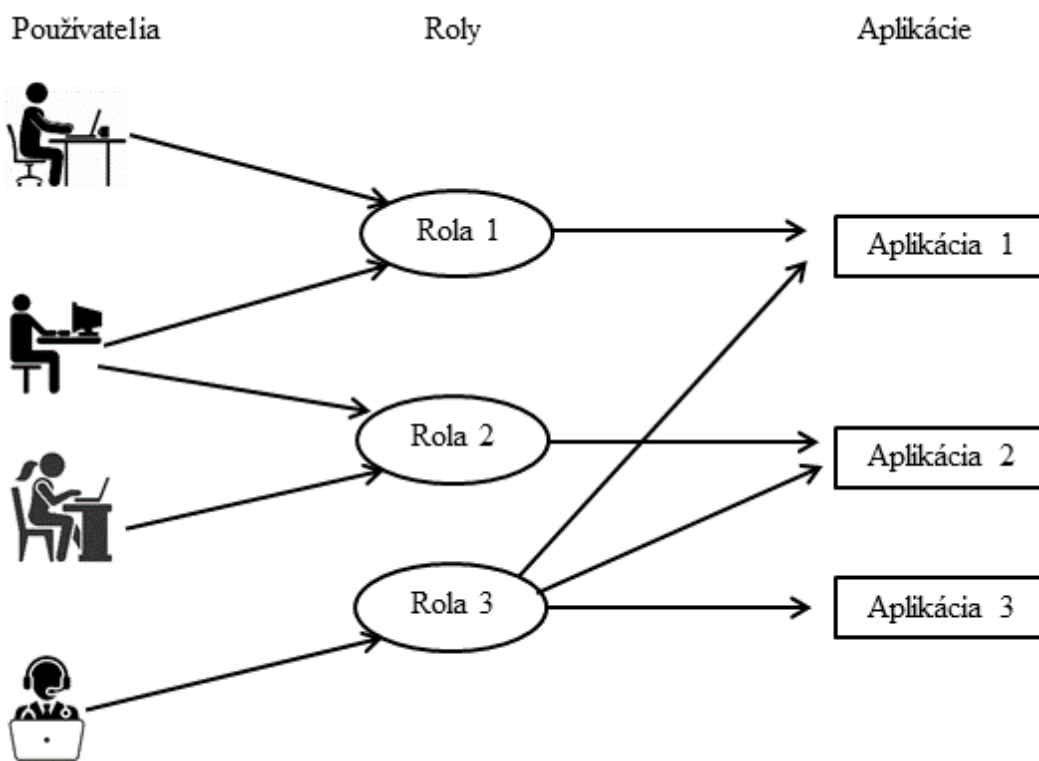 Používatelia
Roly
Aplikácie
Rola 1
Aplikácia 1
Rola 2
Aplikácia 2
Rola 3
Aplikácia 3